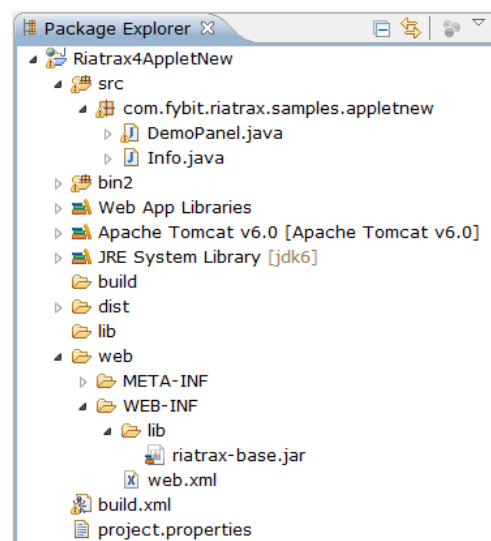 Package Explorer
Riatrax4AppletNew
src
com.fybit.riatrax.samples.appletnew
DemoPanel.java
Info.java
bin2
Web App Libraries
Apache Tomcat v6.0 [Apache Tomcat v6.0]
JRE System Library [jdk6]
build
dist
lib
web
META-INF
WEB-INF
lib
riatrax-base.jar
web.xml
build.xml
project.properties